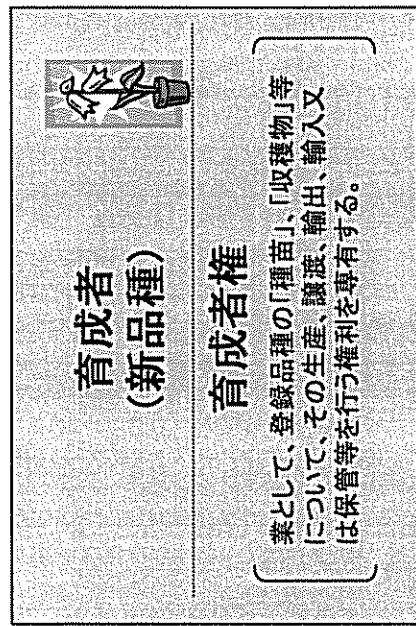 育成者
(新品種)
育成者権
業として、登録品種の「種苗」、「収穫物」等
について、その生産、譲渡、輸出、輸入又
は保管等を行う権利を専有する。